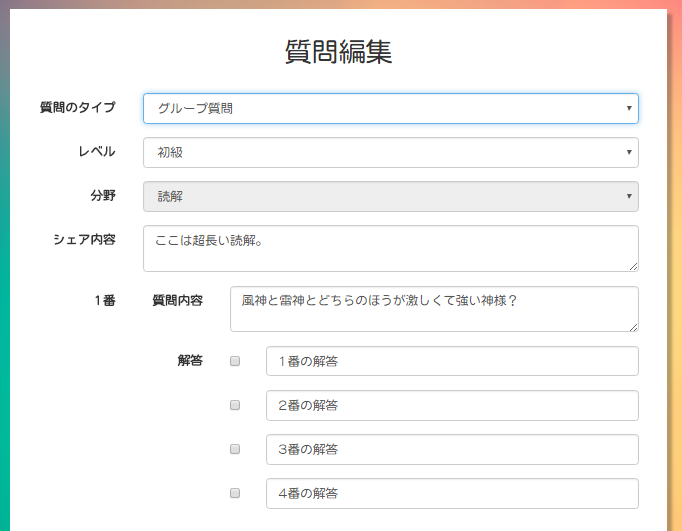 質問編集
質問のタイプ グループ質問
レベル 初級
分野 読解
シェア内容 ここは超長い読解。
1番 質問内容 風神と雷神とどちらのほうが激しくて強い神様？
解答 1番の解答
2番の解答
3番の解答
4番の解答